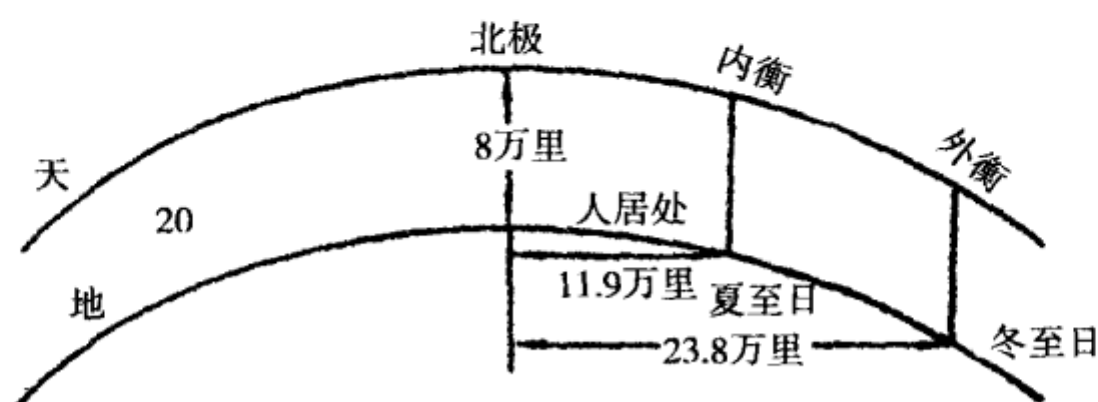 北极
内衡
外衡
8万里
天
20
人居处
地
11.9万里
夏至日
23.8万里
冬至日